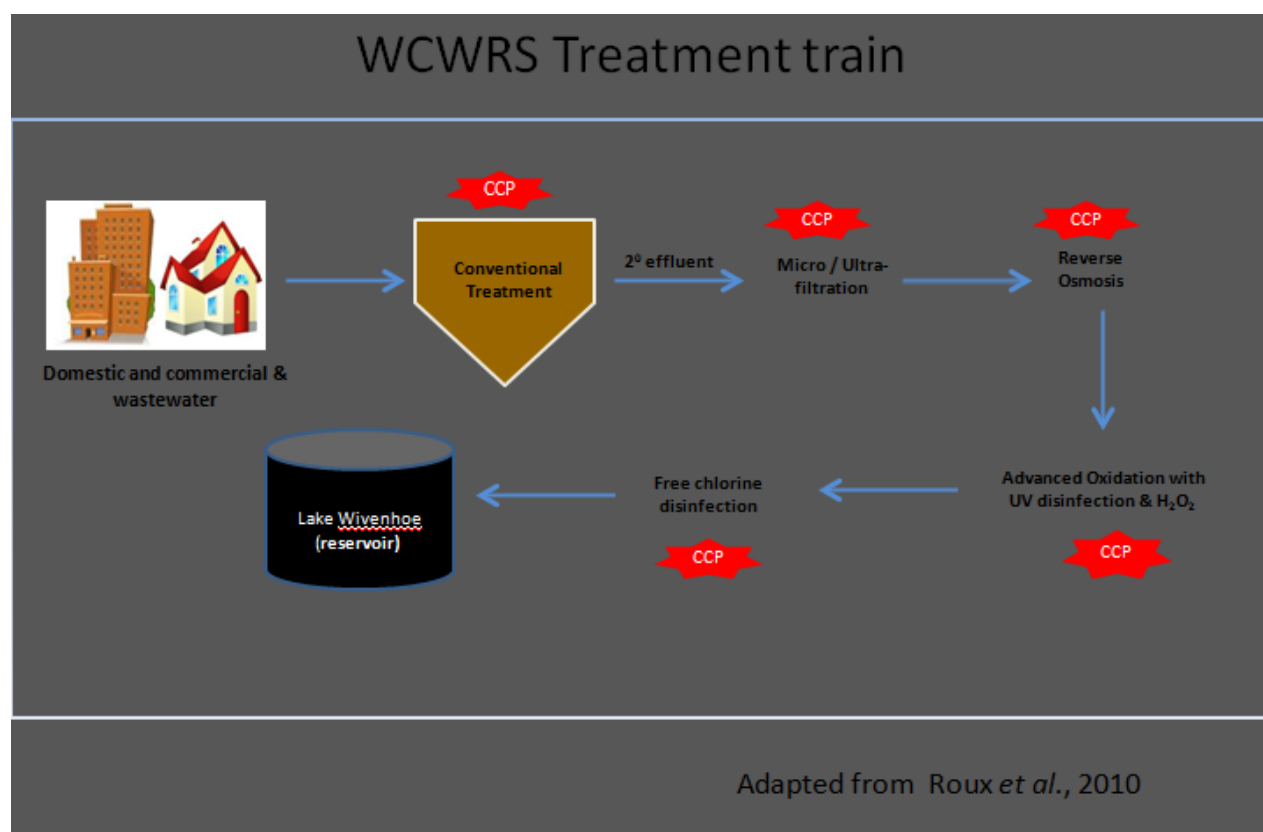 WCWRS Treatment train
CCP
Conventional
Treatment
2⁰ effluent
CCP
Micro / Ultra-
filtration
CCP
Reverse
Osmosis
Domestic and commercial &
wastewater
Lake Wivenhoe
(reservoir)
Free chlorine
disinfection
CCP
Advanced Oxidation with
UV disinfection & H₂O₂
CCP
Adapted from Roux et al., 2010